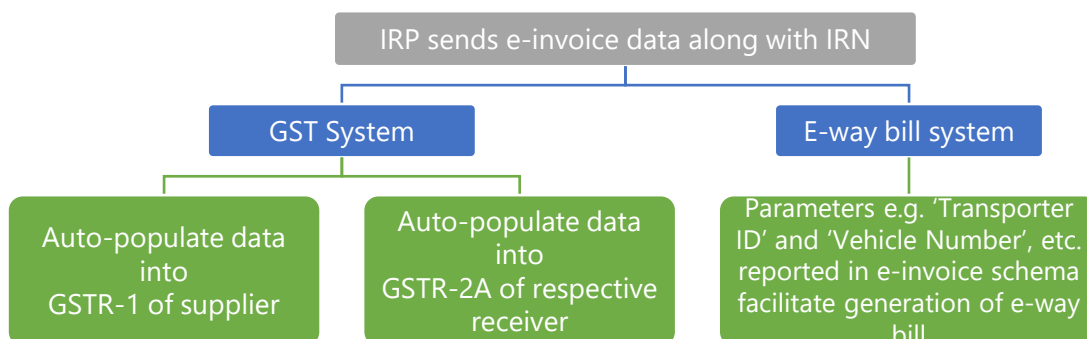 IRP sends e-invoice data along with IRN
GST System
E-way bill system
Auto-populate data
into
GSTR-1 of supplier
Auto-populate data
into
GSTR-2A of respective
receiver
Parameters e.g. ‘Transporter
ID’ and ’Vehicle Number’, etc.
reported in e-invoice schema
facilitate generation of e-way
bill